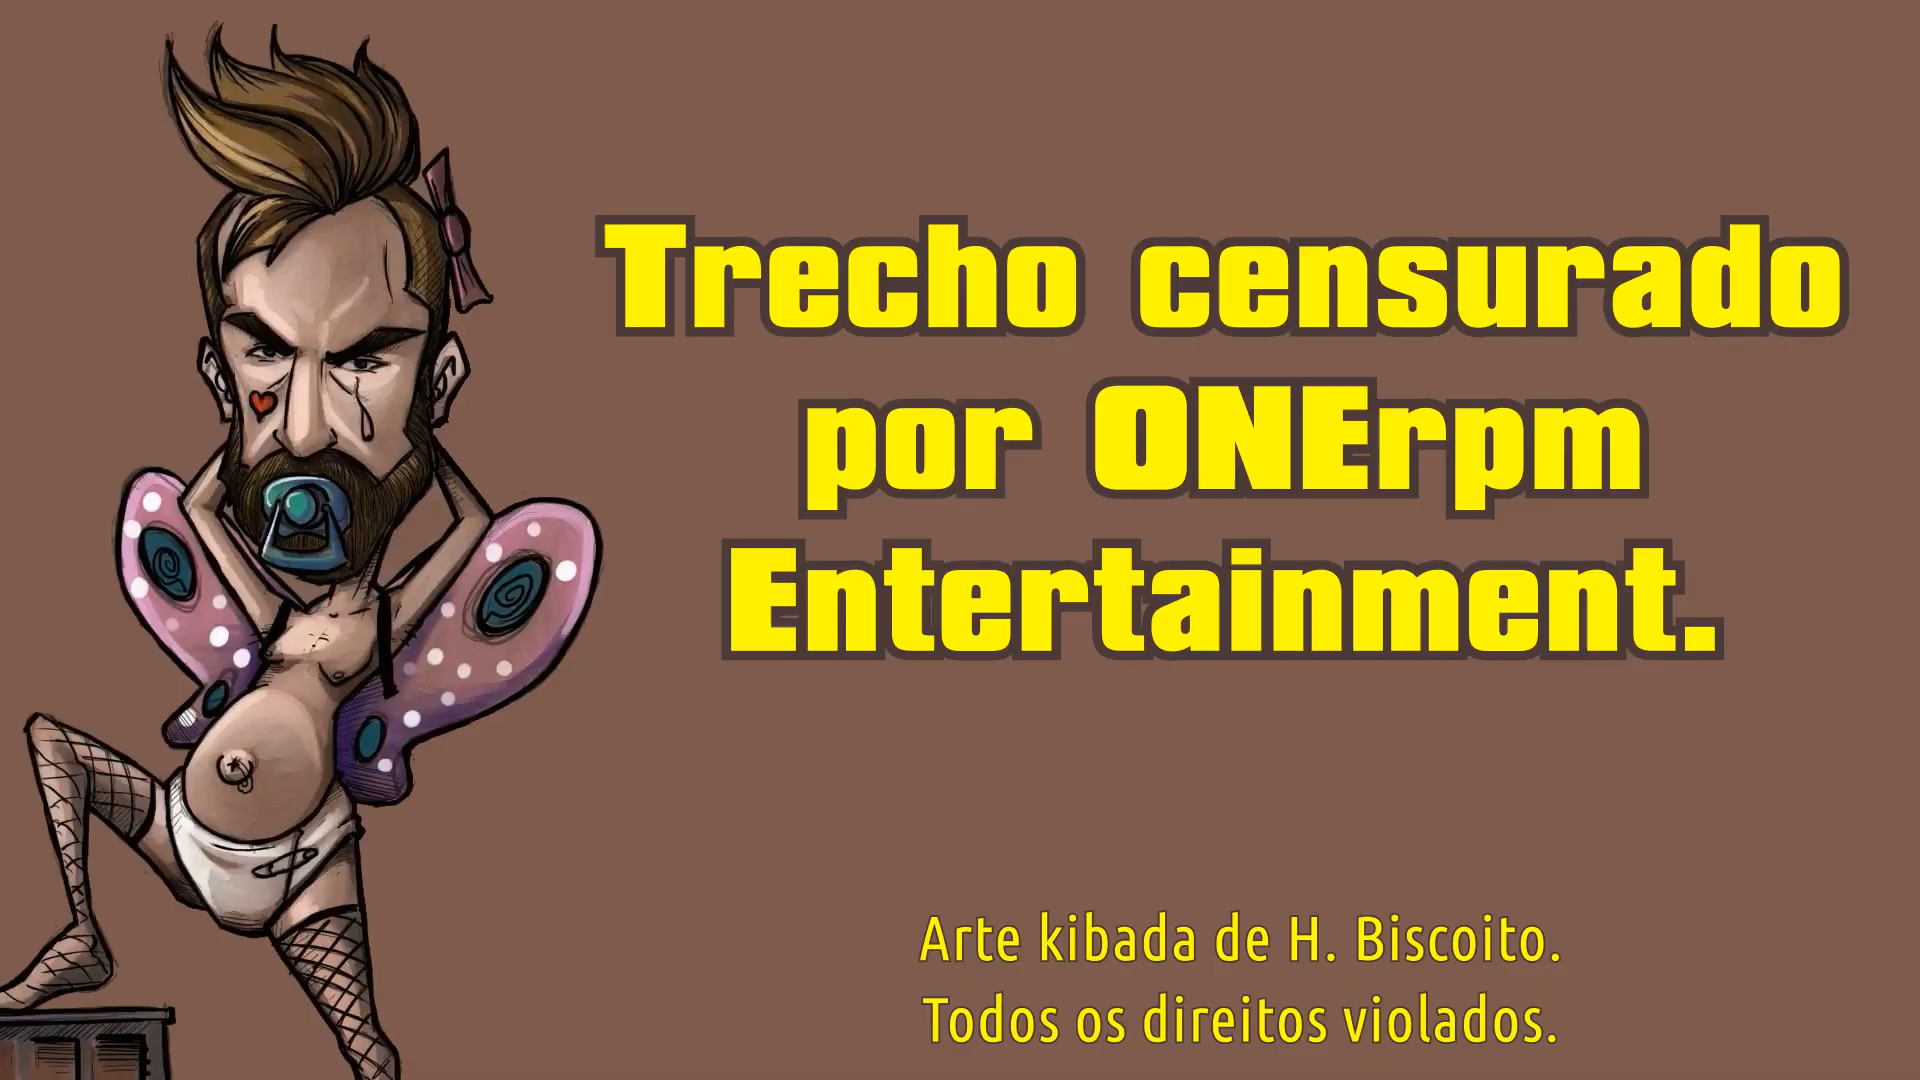 Trecho censurado
por ONErpm
Entertainment.
Arte kibada de H. Biscoito.
Todos os direitos violados.